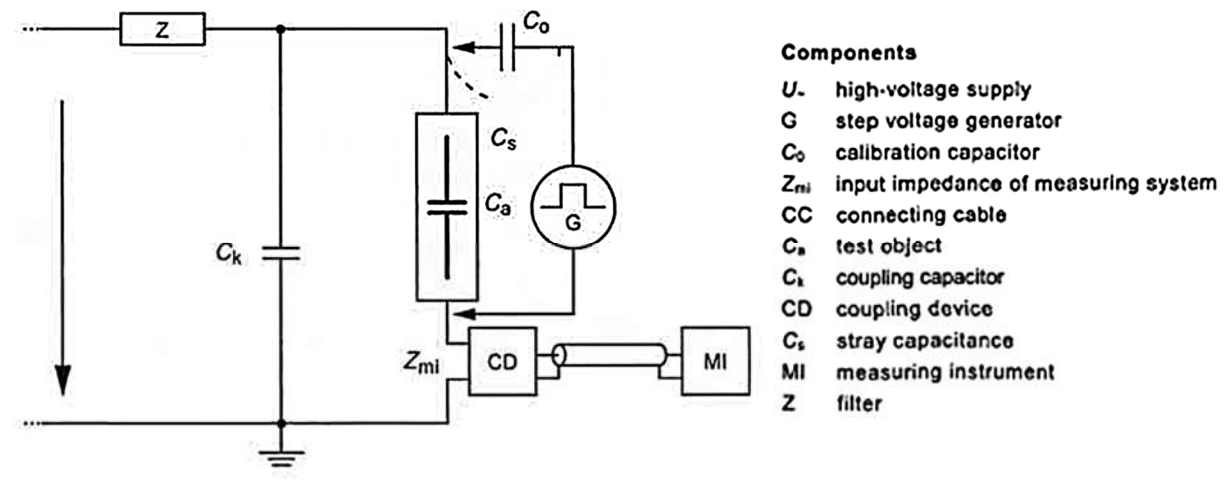 Z
C₀
Cₛ
Cₐ
Cₖ
G
Zₘᵢ
CD
MI
Components
U~ high-voltage supply
G step voltage generator
C₀ calibration capacitor
Zₘᵢ input impedance of measuring system
CC connecting cable
Cₐ test object
Cₖ coupling capacitor
CD coupling device
Cₛ stray capacitance
MI measuring instrument
Z filter